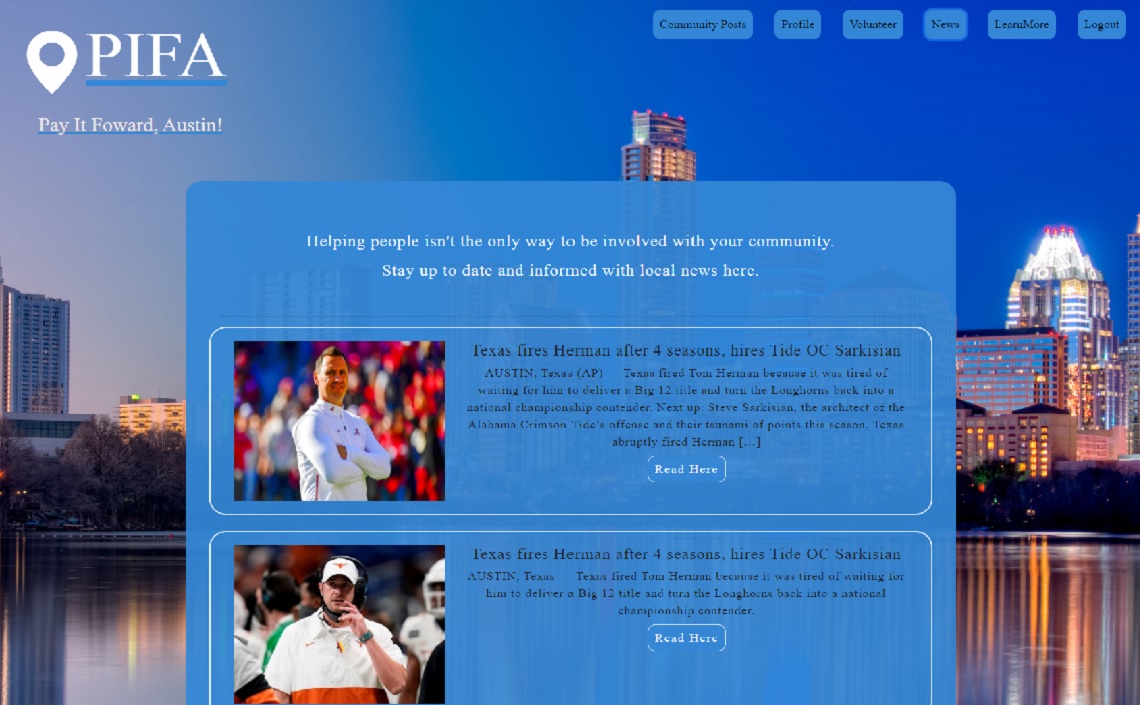 Community Posts
Profile
Volunteer
News
LearnMore
Logout
PIFA
Pay It Foward, Austin!
Helping people isn't the only way to be involved with your community.
Stay up to date and informed with local news here.
Texas fires Herman after 4 seasons, hires Tide OC Sarkisian
AUSTIN, Texas (AP) Texas fired Tom Herman because it was tired of
waiting for him to deliver a Big 12 title and turn the Longhorns back into a
national championship contender. Next up: Steve Sarkisian, the architect of the
Alabama Crimson Tide's offense and their tsunami of points this season. Texas
abruptly fired Herman […]
Read Here
Texas fires Herman after 4 seasons, hires Tide OC Sarkisian
AUSTIN, Texas Texas fired Tom Herman because it was tired of waiting for
him to deliver a Big 12 title and turn the Longhorns back into a national
championship contender.
Read Here